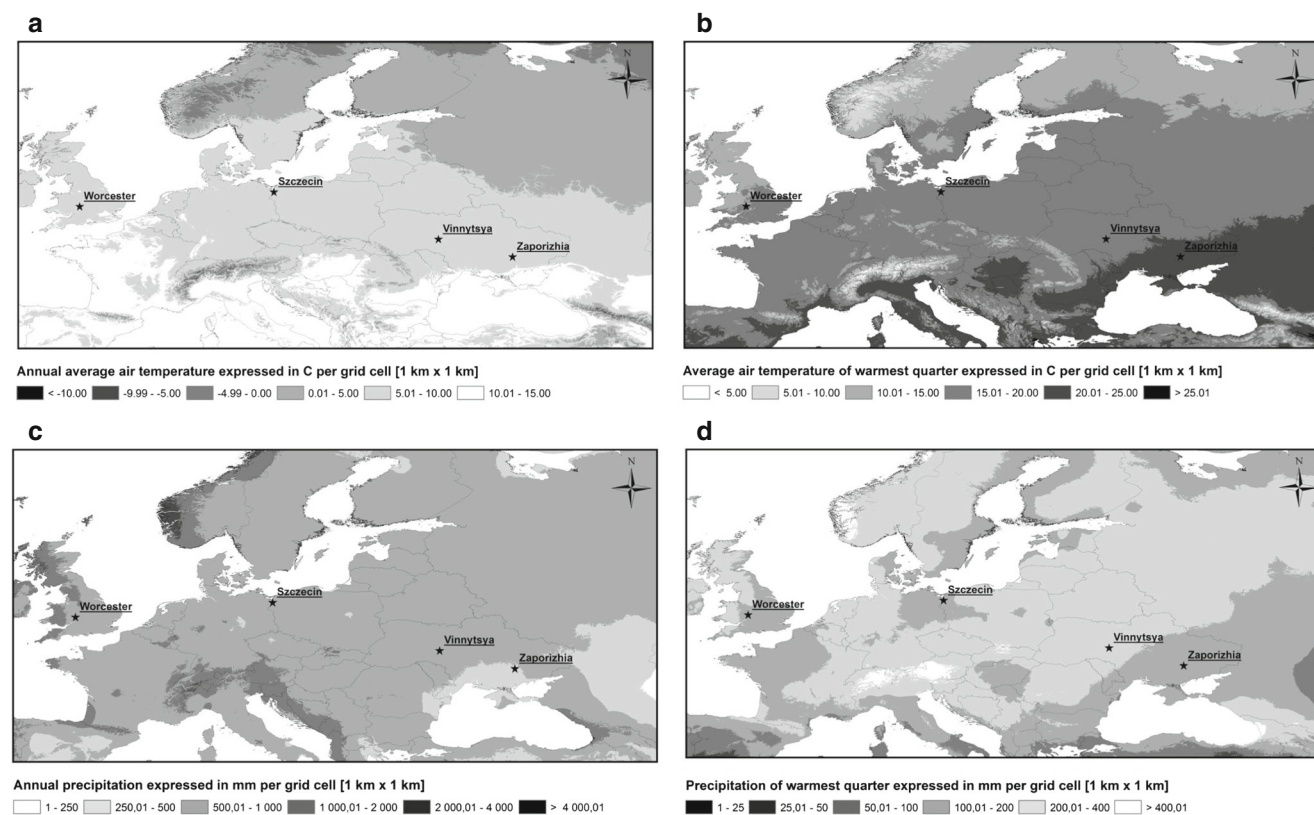 a
N
Worcester
Szczecin
Vinnytsya
Zaporizhia
Annual average air temperature expressed in C per grid cell [1 km x 1 km]
< -10.00 -9.99 - -5.00 -4.99 - 0.00 0.01 - 5.00 5.01 - 10.00 10.01 - 15.00
b
N
Worcester
Szczecin
Vinnytsya
Zaporizhia
Average air temperature of warmest quarter expressed in C per grid cell [1 km x 1 km]
< 5.00 5.01 - 10.00 10.01 - 15.00 15.01 - 20.00 20.01 - 25.00 > 25.01
c
N
Szczecin
Worcester
Vinnytsya
Zaporizhia
Annual precipitation expressed in mm per grid cell [1 km x 1 km]
1 - 250 250,01 - 500 500,01 - 1 000 1 000,01 - 2 000 2 000,01 - 4 000 > 4 000,01
d
N
Szczecin
Worcester
Vinnytsya
Zaporizhia
Precipitation of warmest quarter expressed in mm per grid cell [1 km x 1 km]
1 - 25 25,01 - 50 50,01 - 100 100,01 - 200 200,01 - 400 > 400,01